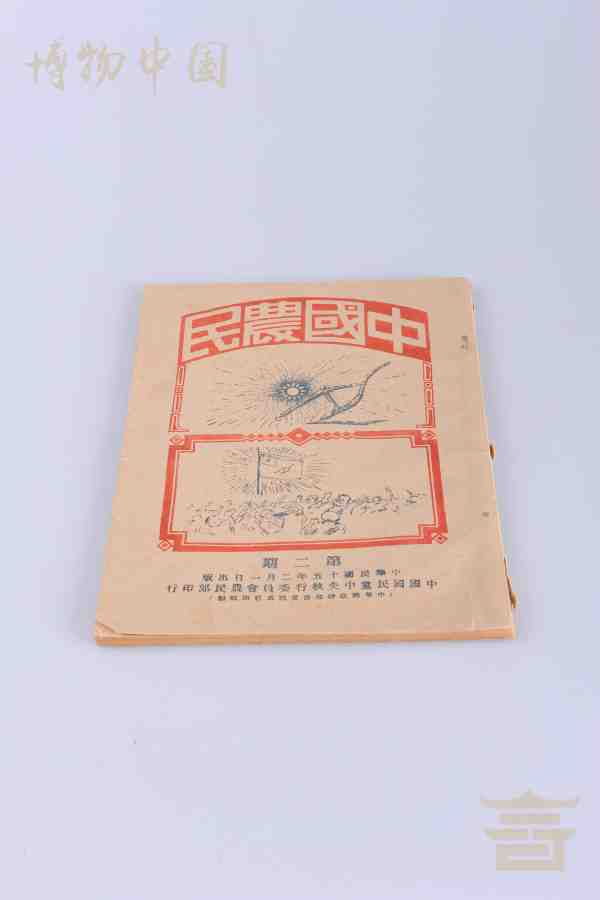 博物中国
中國農民
第二期
中華民國十五年二月一日出版
中國國民黨中央執行委員會農民部印行